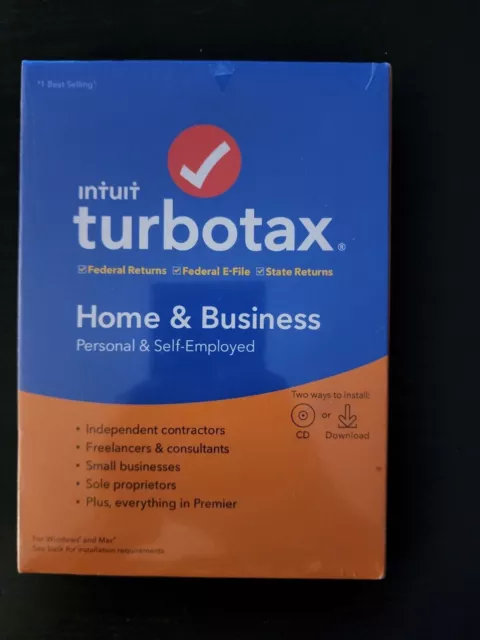 #1 Best Selling¹
intuit
turbotax®
☑Federal Returns ☑Federal E-File ☑State Returns
Home & Business
Personal & Self-Employed
Two ways to install:
CD or Download
• Independent contractors
• Freelancers & consultants
• Small businesses
• Sole proprietors
• Plus, everything in Premier
For Windows® and Mac®
See back for installation requirements